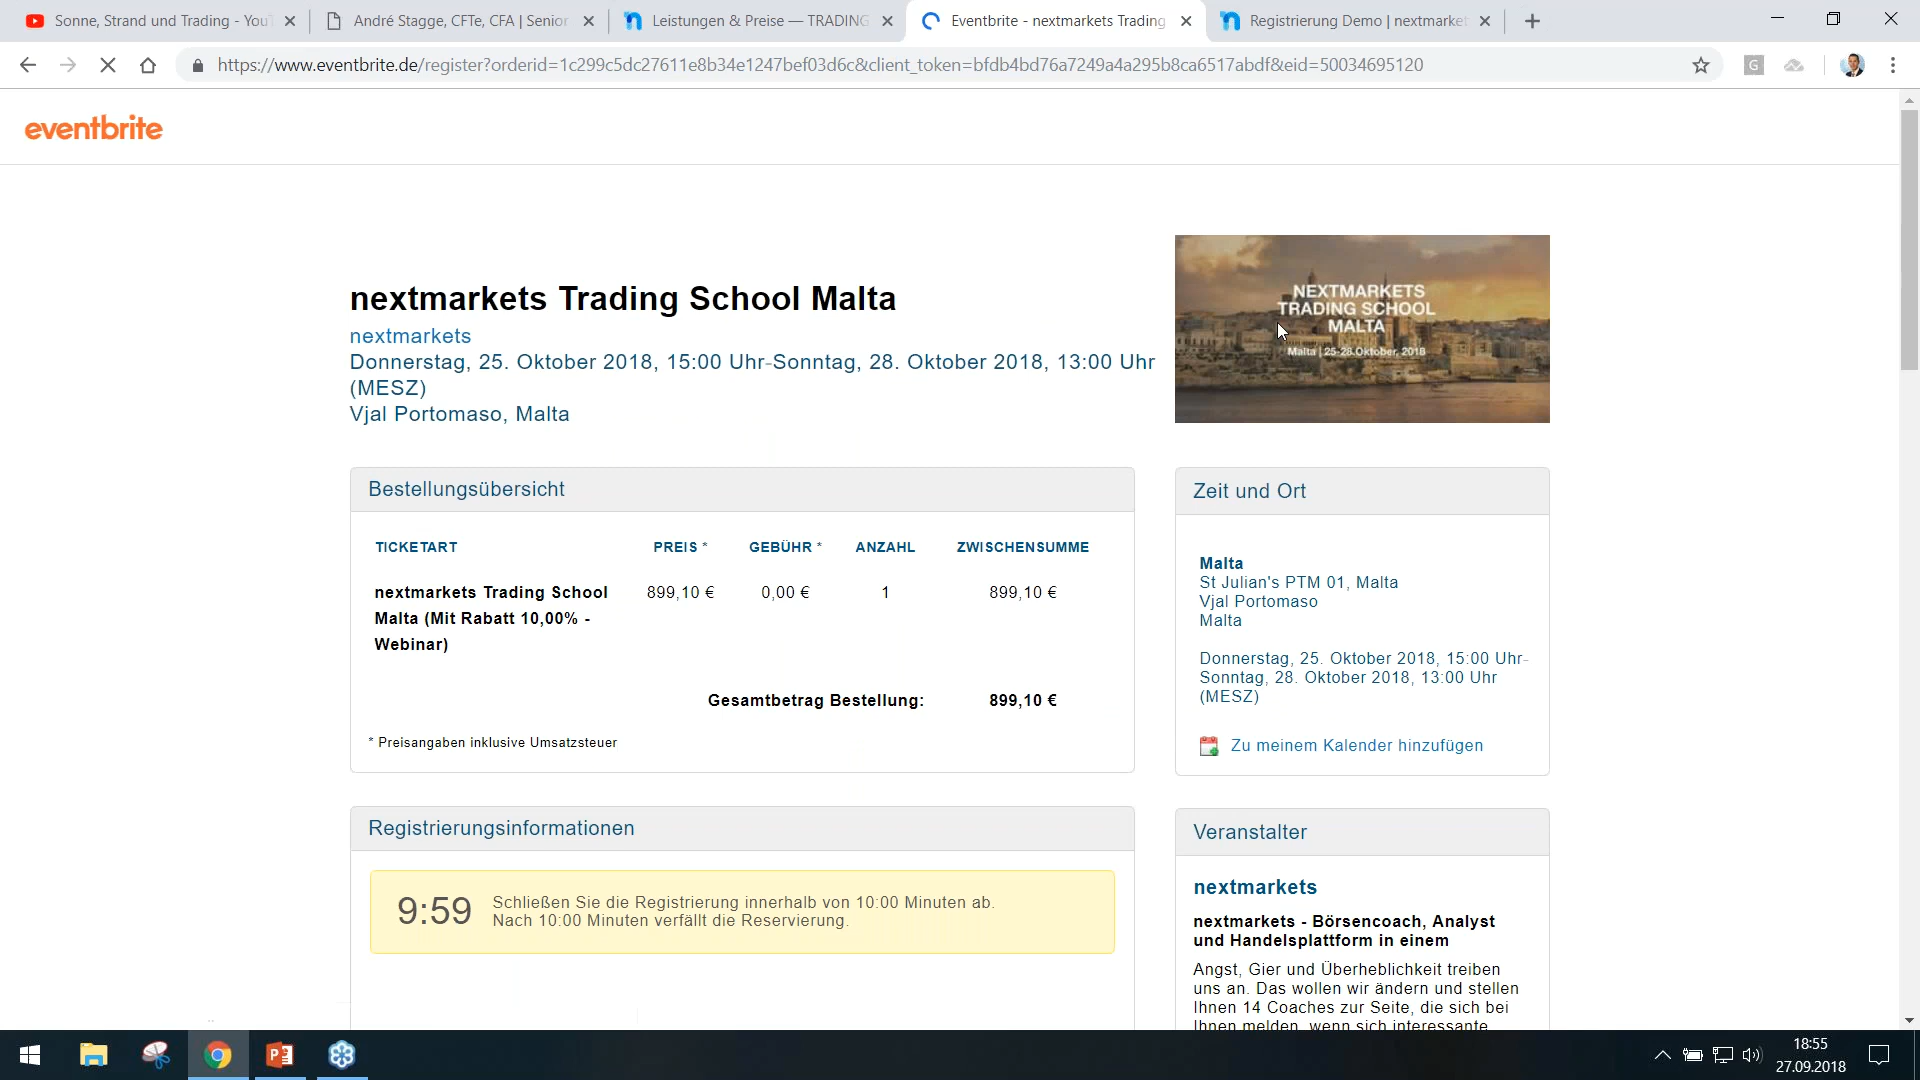 Sonne, Strand und Trading - You
André Stagge, CFTe, CFA | Senior
Leistungen & Preise — TRADING
Eventbrite - nextmarkets Trading
Registrierung Demo | nextmarket
https://www.eventbrite.de/register?orderid=1c299c5dc27611e8b34e1247bef03d6c&client_token=bfdb4bd76a7249a4a295b8ca6517abdf&eid=50034695120
G
eventbrite
nextmarkets Trading School Malta
nextmarkets
Donnerstag, 25. Oktober 2018, 15:00 Uhr-Sonntag, 28. Oktober 2018, 13:00 Uhr
(MESZ)
Vjal Portomaso, Malta
NEXTMARKETS
TRADING SCHOOL
MALTA
Malta | 25-28.Oktober, 2018
Bestellungsübersicht
TICKETART PREIS * GEBÜHR * ANZAHL ZWISCHENSUMME
nextmarkets Trading School 899,10 € 0,00 € 1 899,10 €
Malta (Mit Rabatt 10,00% -
Webinar)
Gesamtbetrag Bestellung: 899,10 €
* Preisangaben inklusive Umsatzsteuer
Zeit und Ort
Malta
St Julian's PTM 01, Malta
Vjal Portomaso
Malta
Donnerstag, 25. Oktober 2018, 15:00 Uhr-
Sonntag, 28. Oktober 2018, 13:00 Uhr
(MESZ)
Zu meinem Kalender hinzufügen
Registrierungsinformationen
9:59
Schließen Sie die Registrierung innerhalb von 10:00 Minuten ab.
Nach 10:00 Minuten verfällt die Reservierung.
Veranstalter
nextmarkets
nextmarkets - Börsencoach, Analyst
und Handelsplattform in einem
Angst, Gier und Überheblichkeit treiben
uns an. Das wollen wir ändern und stellen
Ihnen 14 Coaches zur Seite, die sich bei
Ihnen melden, wenn sich interessante
18:55
27.09.2018